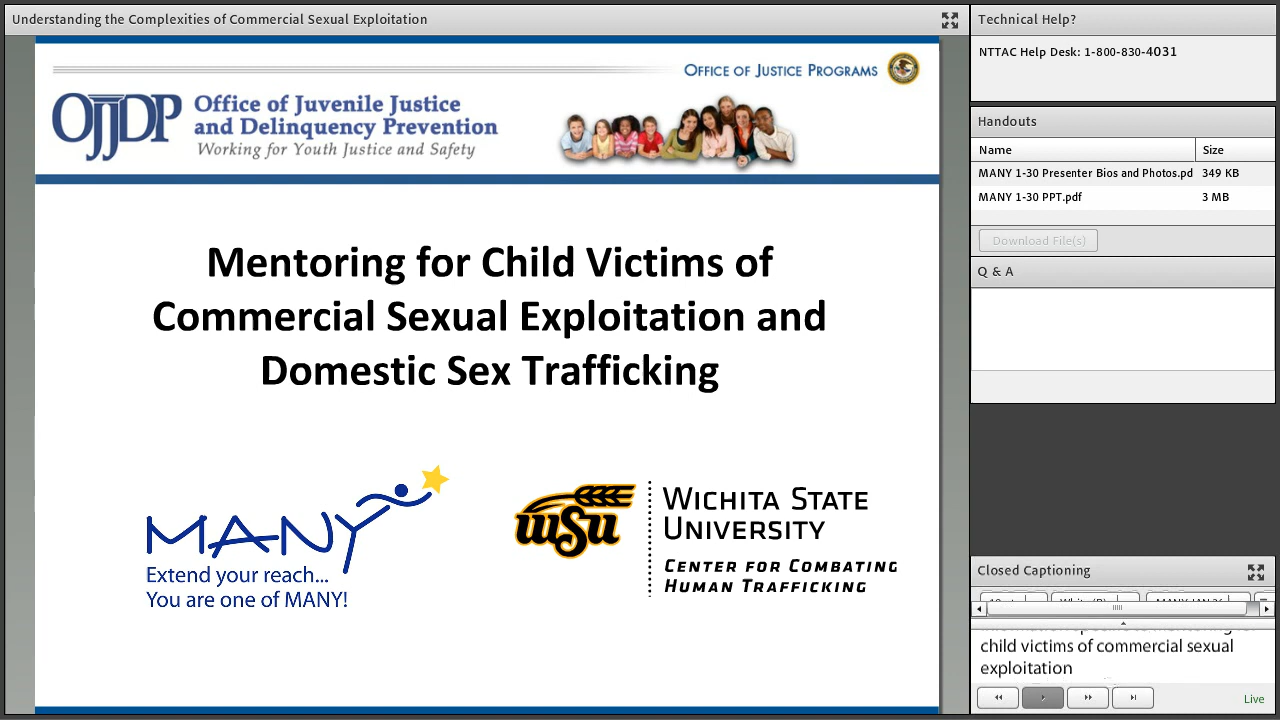 Understanding the Complexities of Commercial Sexual Exploitation
OFFICE OF JUSTICE PROGRAMS
OJJDP
Office of Juvenile Justice
and Delinquency Prevention
Working for Youth Justice and Safety
Mentoring for Child Victims of
Commercial Sexual Exploitation and
Domestic Sex Trafficking
MANY
Extend your reach...
You are one of MANY!
wsu
WICHITA STATE
UNIVERSITY
CENTER FOR COMBATING
HUMAN TRAFFICKING
Technical Help?
NTTAC Help Desk: 1-800-830-4031
Handouts
Name Size
MANY 1-30 Presenter Bios and Photos.pd 349 KB
MANY 1-30 PPT.pdf 3 MB
Download File(s)
Q & A
Closed Captioning
child victims of commercial sexual
exploitation
Live